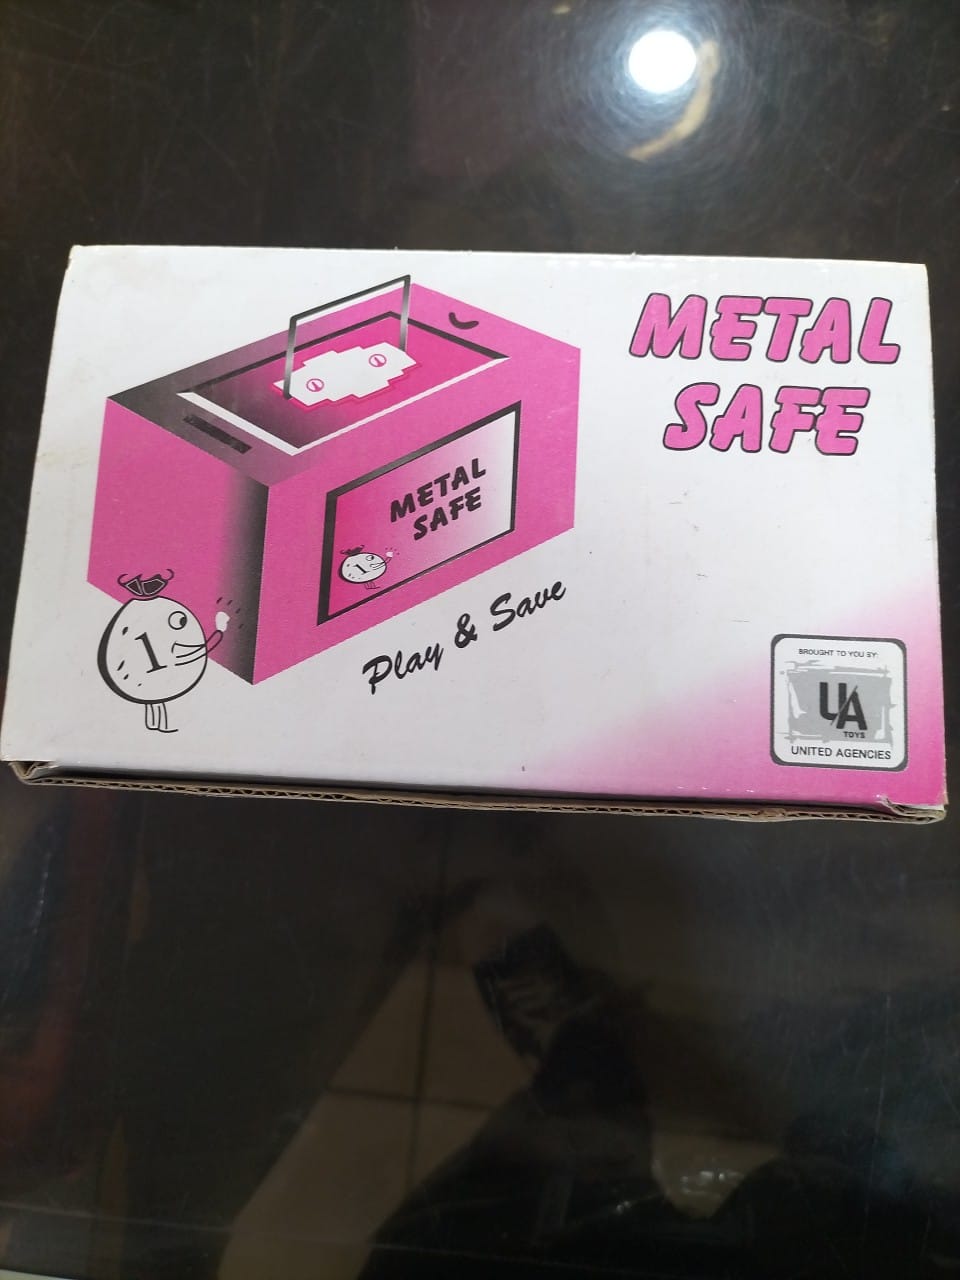 METAL
SAFE
METAL
SAFE
1
1
Play & Save
BROUGHT TO YOU BY:
UA
TOYS
UNITED AGENCIES